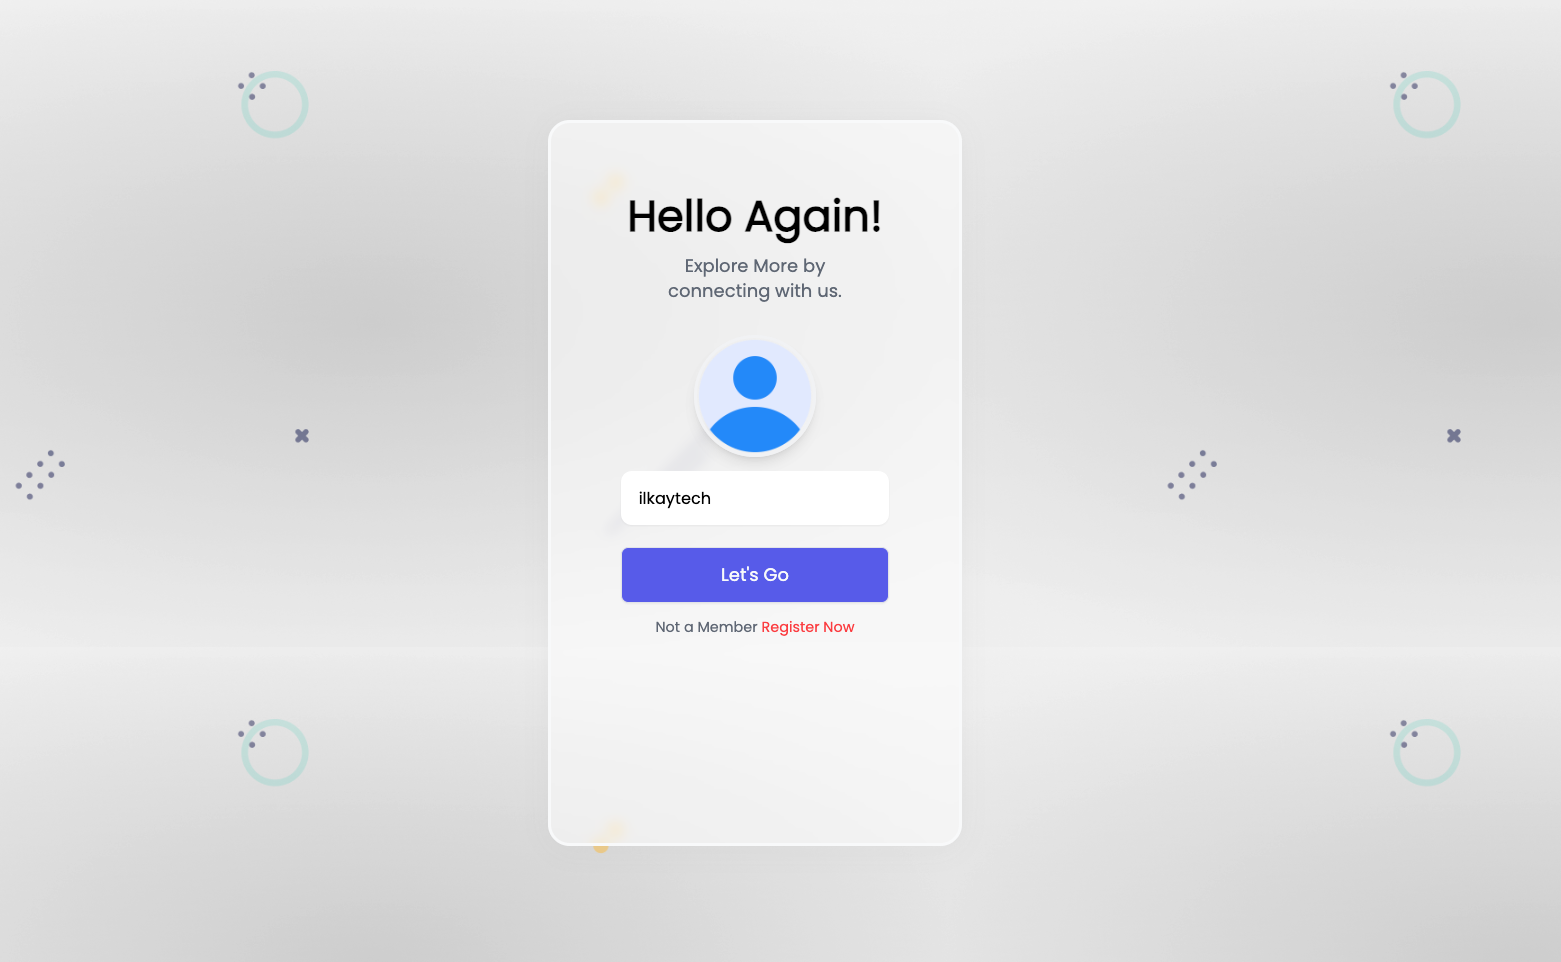 Hello Again!
Explore More by
connecting with us.
ilkaytech
Let's Go
Not a Member Register Now